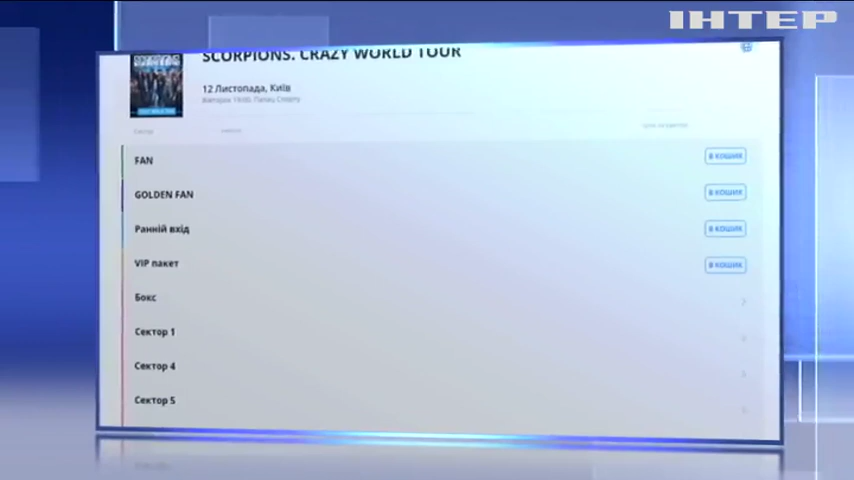 ІНТЕР
SCORPIONS. CRAZY WORLD TOUR
12 Листопада, Київ
FAN
В КОШИК
GOLDEN FAN
В КОШИК
Ранній вхід
В КОШИК
VIP пакет
В КОШИК
Бокс
Сектор 1
Сектор 4
Сектор 5